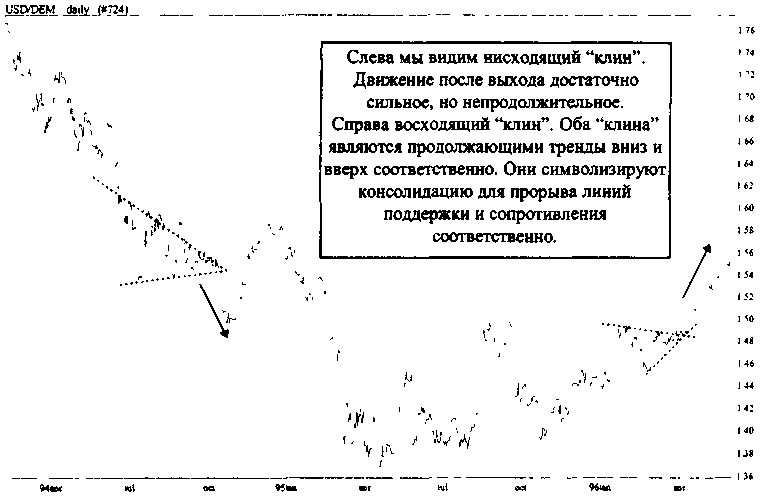 USD/DEM daily (#724)
Слева мы видим нисходящий “клин”.
Движение после выхода достаточно
сильное, но непродолжительное.
Справа восходящий “клин”. Оба “клина”
являются продолжающими тренды вниз и
вверх соответственно. Они символизируют
консолидацию для прорыва линий
поддержки и сопротивления
соответственно.
1 76
1 74
1 72
1 70
1 68
1 66
1 64
1 62
1 60
1 58
1 56
1 54
1 52
1 50
1 48
1 46
1 44
1 42
1 40
1 38
1 36